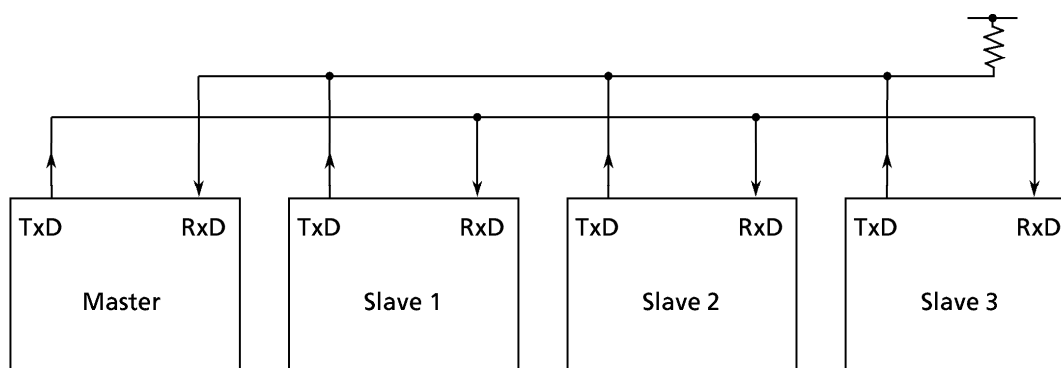 TxD RxD TxD RxD TxD RxD TxD RxD
Master Slave 1 Slave 2 Slave 3